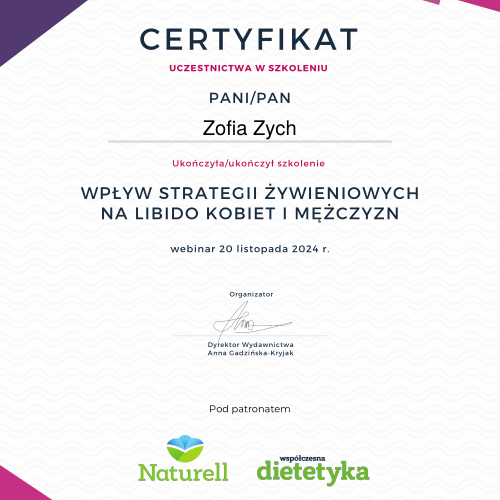 CERTYFIKAT
UCZESTNICTWA W SZKOLENIU
PANI/PAN
Zofia Zych
Ukończyła/ukończył szkolenie
WPŁYW STRATEGII ŻYWIENIOWYCH
NA LIBIDO KOBIET I MĘŻCZYZN
webinar 20 listopada 2024 r.
Organizator
Dyrektor Wydawnictwa
Anna Gadzińska-Kryjak
Pod patronatem
Naturell
współczesna
dietetyka